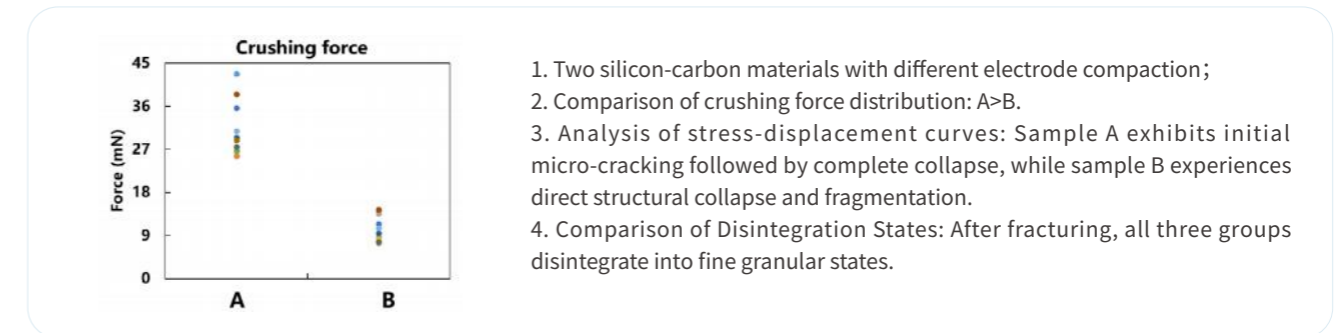 Crushing force
45
36
27
18
9
0
Force (mN)
A
B
1. Two silicon-carbon materials with different electrode compaction；
2. Comparison of crushing force distribution: A>B.
3. Analysis of stress-displacement curves: Sample A exhibits initial
micro-cracking followed by complete collapse, while sample B experiences
direct structural collapse and fragmentation.
4. Comparison of Disintegration States: After fracturing, all three groups
disintegrate into fine granular states.